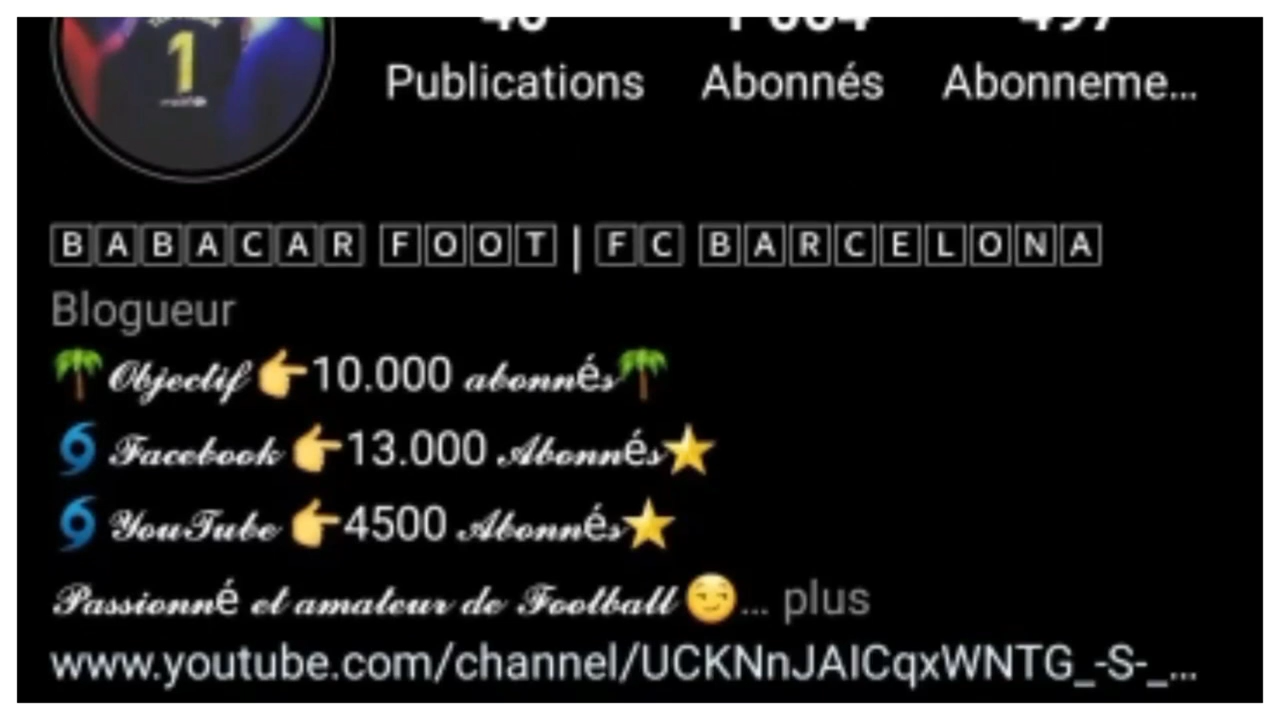 1
Publications Abonnés Abonneme...
BABACAR FOOT | FC BARCELONA
Blogueur
🌴 Objectif 👉10.000 abonnés🌴
🌀 Facebook 👉13.000 Abonnés⭐
🌀 YouTube 👉4500 Abonnés⭐
Passionné et amateur de Football 😏... plus
www.youtube.com/channel/UCKNnJAICqxWNTG_-S-_...